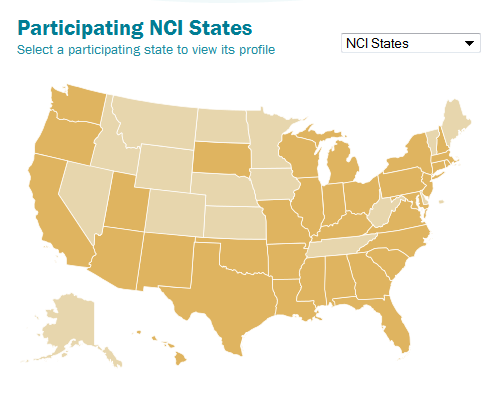 Participating NCI States
Select a participating state to view its profile
NCI States